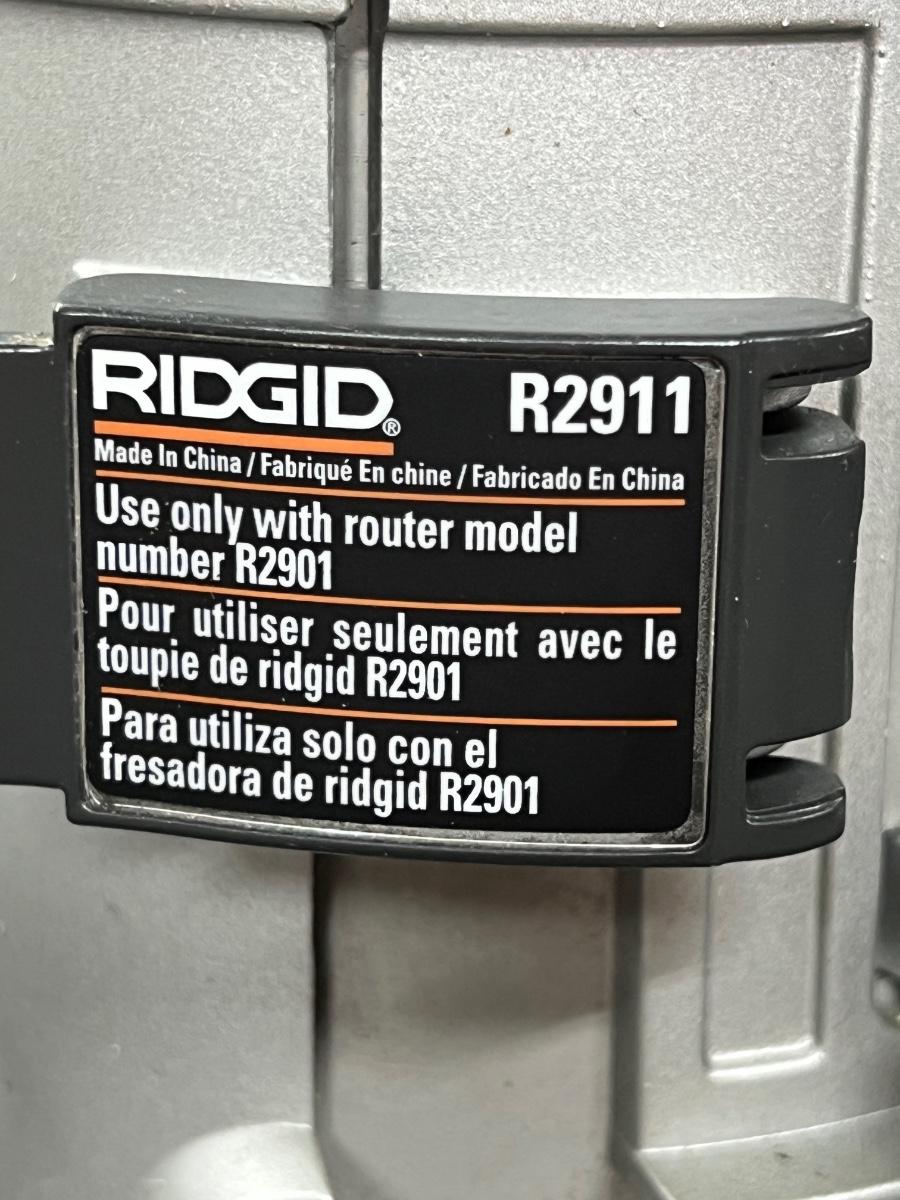 RIDGID® R2911
Made In China / Fabriqué En chine / Fabricado En China
Use only with router model
number R2901
Pour utiliser seulement avec le
toupie de ridgid R2901
Para utiliza solo con el
fresadora de ridgid R2901